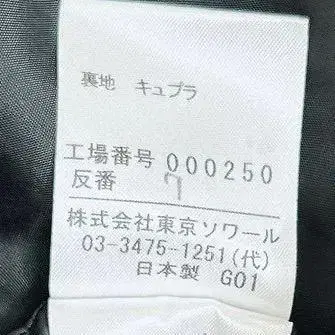 裏地 キュプラ
工場番号 000250
反番 7
株式会社東京ソワール
03-3475-1251(代)
日本製 G01